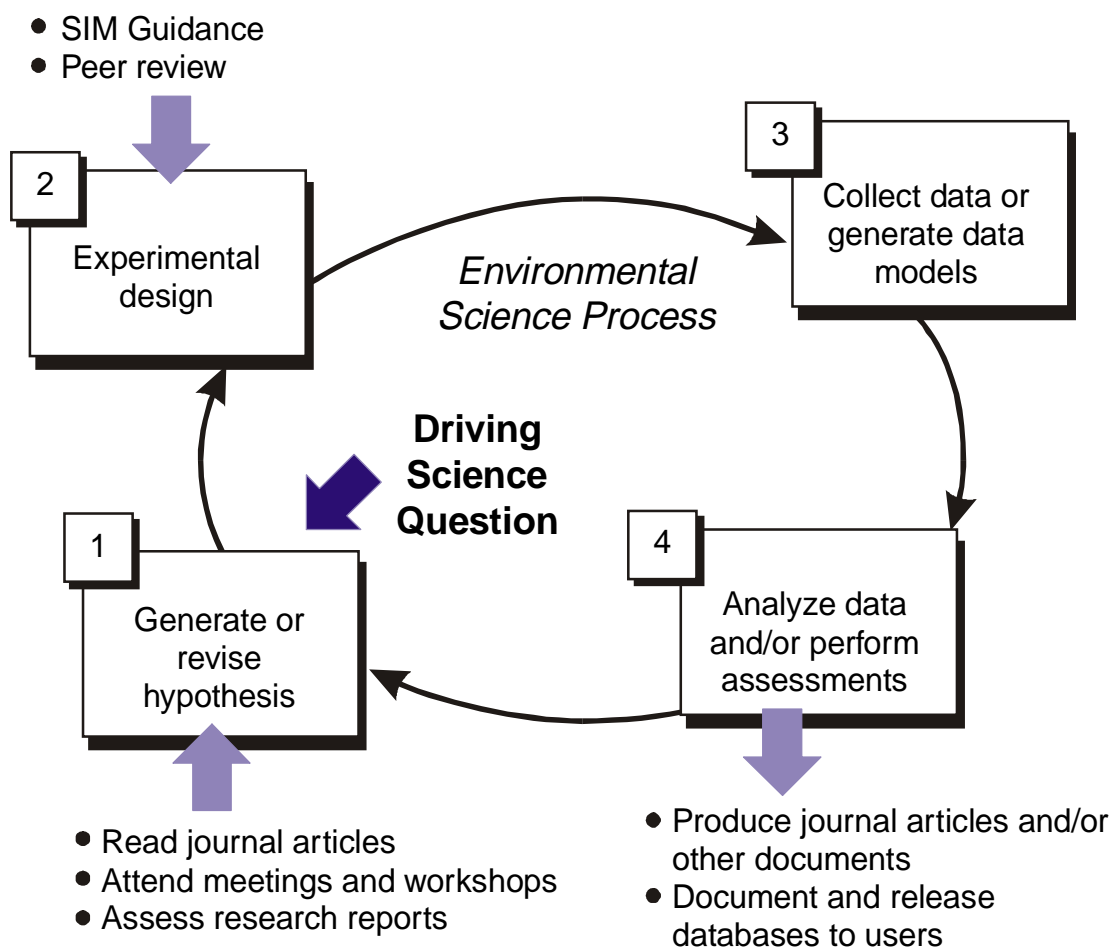 • SIM Guidance
• Peer review
2
Experimental
design
3
Collect data or
generate data
models
Environmental
Science Process
Driving
Science
Question
1
Generate or
revise
hypothesis
4
Analyze data
and/or perform
assessments
• Read journal articles
• Attend meetings and workshops
• Assess research reports
• Produce journal articles and/or
other documents
• Document and release
databases to users